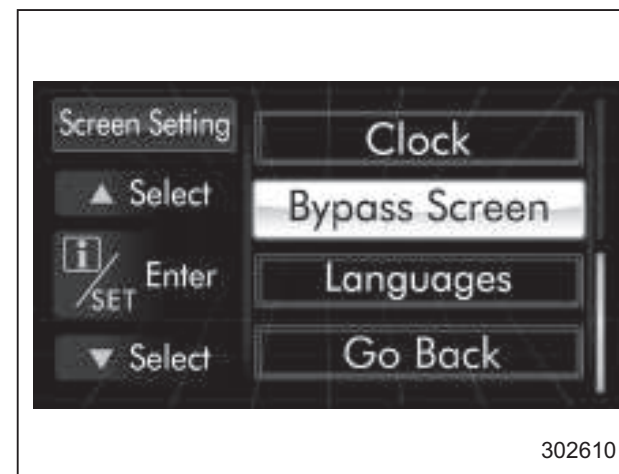 Screen Setting
▲ Select
i/SET Enter
▼ Select
Clock
Bypass Screen
Languages
Go Back
302610